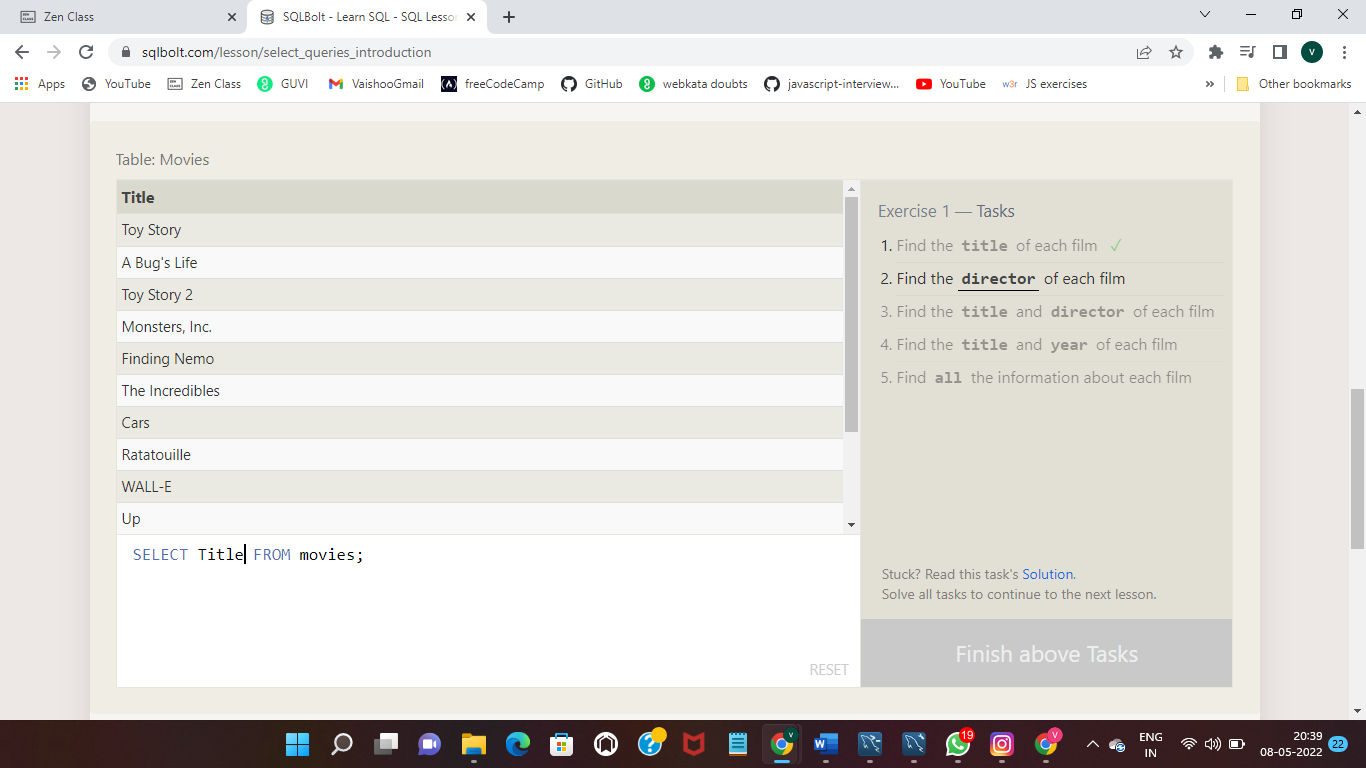 Zen Class
SQLBolt - Learn SQL - SQL Lesson
sqlbolt.com/lesson/select_queries_introduction
V
Apps YouTube Zen Class GUVI VaishooGmail freeCodeCamp GitHub webkata doubts javascript-interview... YouTube w3r JS exercises » Other bookmarks
Table: Movies
Title
Toy Story
A Bug's Life
Toy Story 2
Monsters, Inc.
Finding Nemo
The Incredibles
Cars
Ratatouille
WALL-E
Up
SELECT Title FROM movies;
RESET
Exercise 1 — Tasks
1. Find the title of each film ✓
2. Find the director of each film
3. Find the title and director of each film
4. Find the title and year of each film
5. Find all the information about each film
Stuck? Read this task's Solution.
Solve all tasks to continue to the next lesson.
Finish above Tasks
19
ENG
IN
20:39
08-05-2022
22